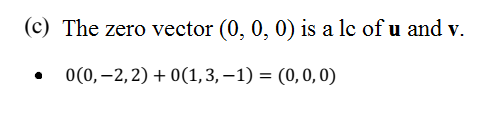 (c) The zero vector (0, 0, 0) is a lc of u and v.
• 0(0, −2, 2) + 0(1, 3, −1) = (0, 0, 0)